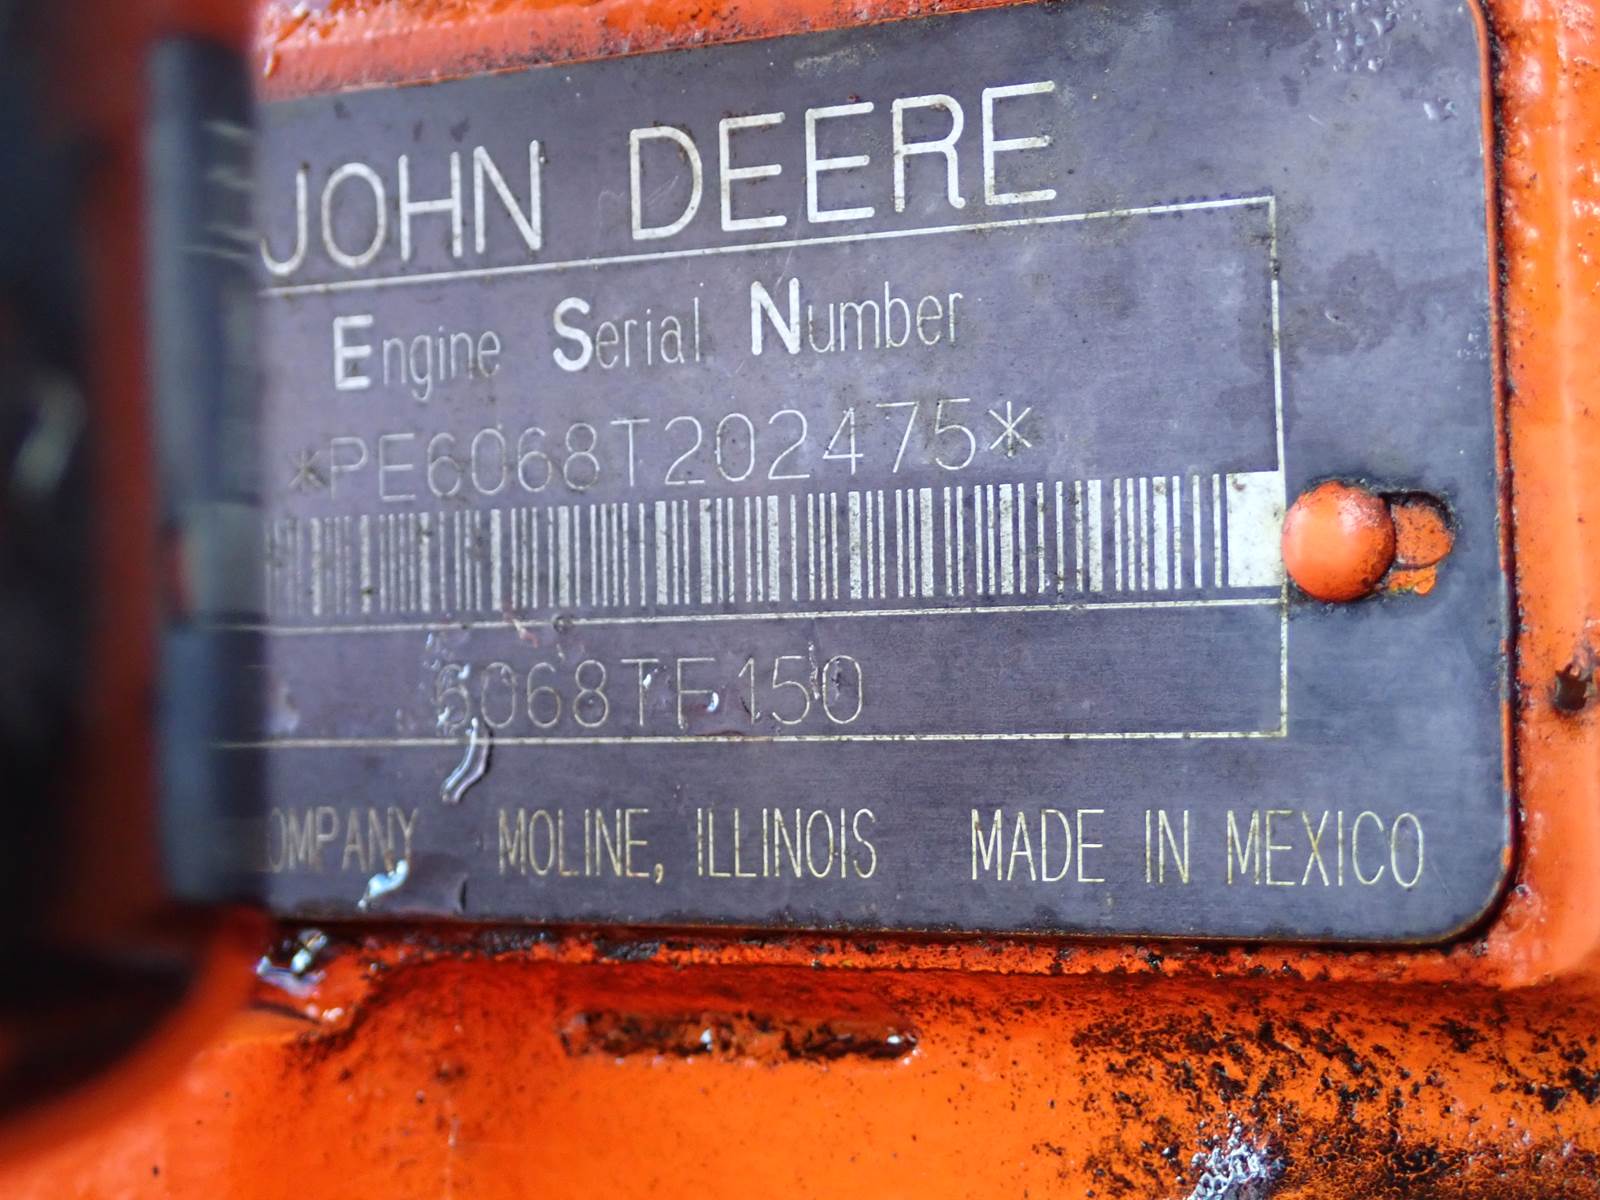 JOHN DEERE
Engine Serial Number
*PE6068T202475*
6068TF150
OMPANY MOLINE, ILLINOIS MADE IN MEXICO